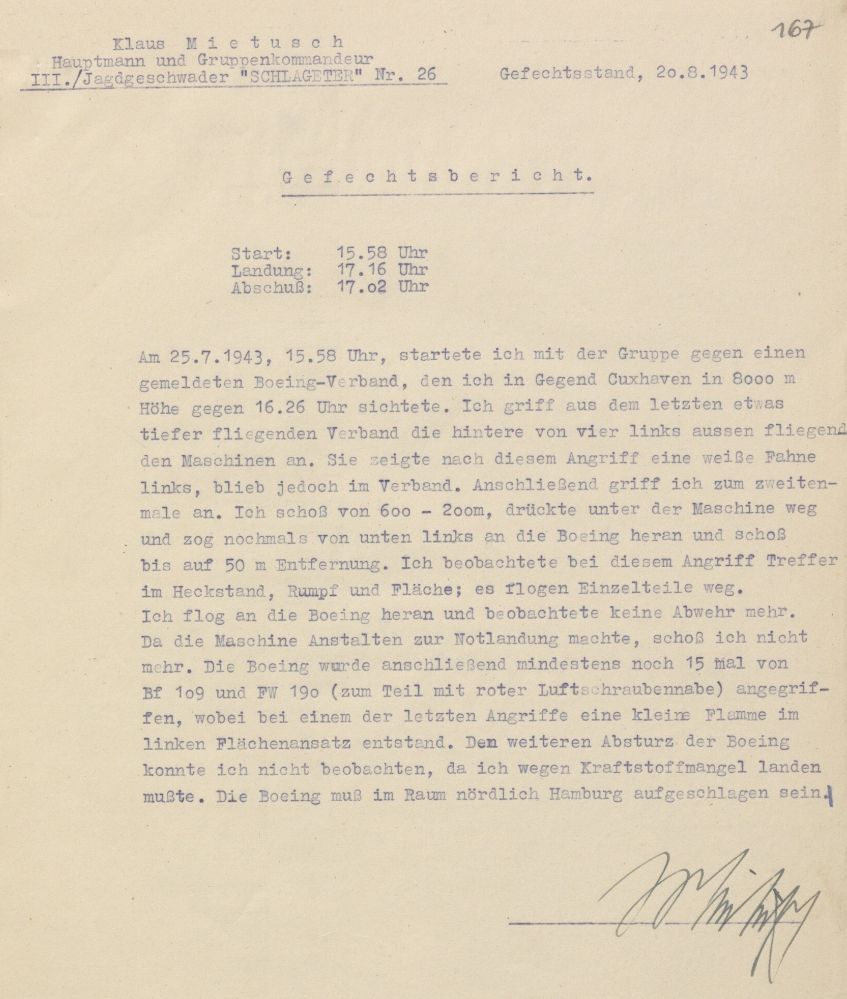 167
Klaus M i e t u s c h
Hauptmann und Gruppenkommandeur
III./Jagdgeschwader "SCHLAGETER" Nr. 26
Gefechtsstand, 2o.8.1943
G e f e c h t s b e r i c h t.
Start: 15.58 Uhr
Landung: 17.16 Uhr
Abschuß: 17.o2 Uhr
Am 25.7.1943, 15.58 Uhr, startete ich mit der Gruppe gegen einen
gemeldeten Boeing-Verband, den ich in Gegend Cuxhaven in 8ooo m
Höhe gegen 16.26 Uhr sichtete. Ich griff aus dem letzten etwas
tiefer fliegenden Verband die hintere von vier links aussen fliegend
den Maschinen an. Sie zeigte nach diesem Angriff eine weiße Fahne
links, blieb jedoch im Verband. Anschließend griff ich zum zweiten-
male an. Ich schoß von 6oo - 2oom, drückte unter der Maschine weg
und zog nochmals von unten links an die Boeing heran und schoß
bis auf 50 m Entfernung. Ich beobachtete bei diesem Angriff Treffer
im Heckstand, Rumpf und Fläche; es flogen Einzelteile weg.
Ich flog an die Boeing heran und beobachtete keine Abwehr mehr.
Da die Maschine Anstalten zur Notlandung machte, schoß ich nicht
mehr. Die Boeing wurde anschließend mindestens noch 15 mal von
Bf 1o9 und FW 19o (zum Teil mit roter Luftschraubennabe) angegrif-
fen, wobei bei einem der letzten Angriffe eine kleine Flamme im
linken Flächenansatz entstand. Den weiteren Absturz der Boeing
konnte ich nicht beobachten, da ich wegen Kraftstoffmangel landen
mußte. Die Boeing muß im Raum nördlich Hamburg aufgeschlagen sein.